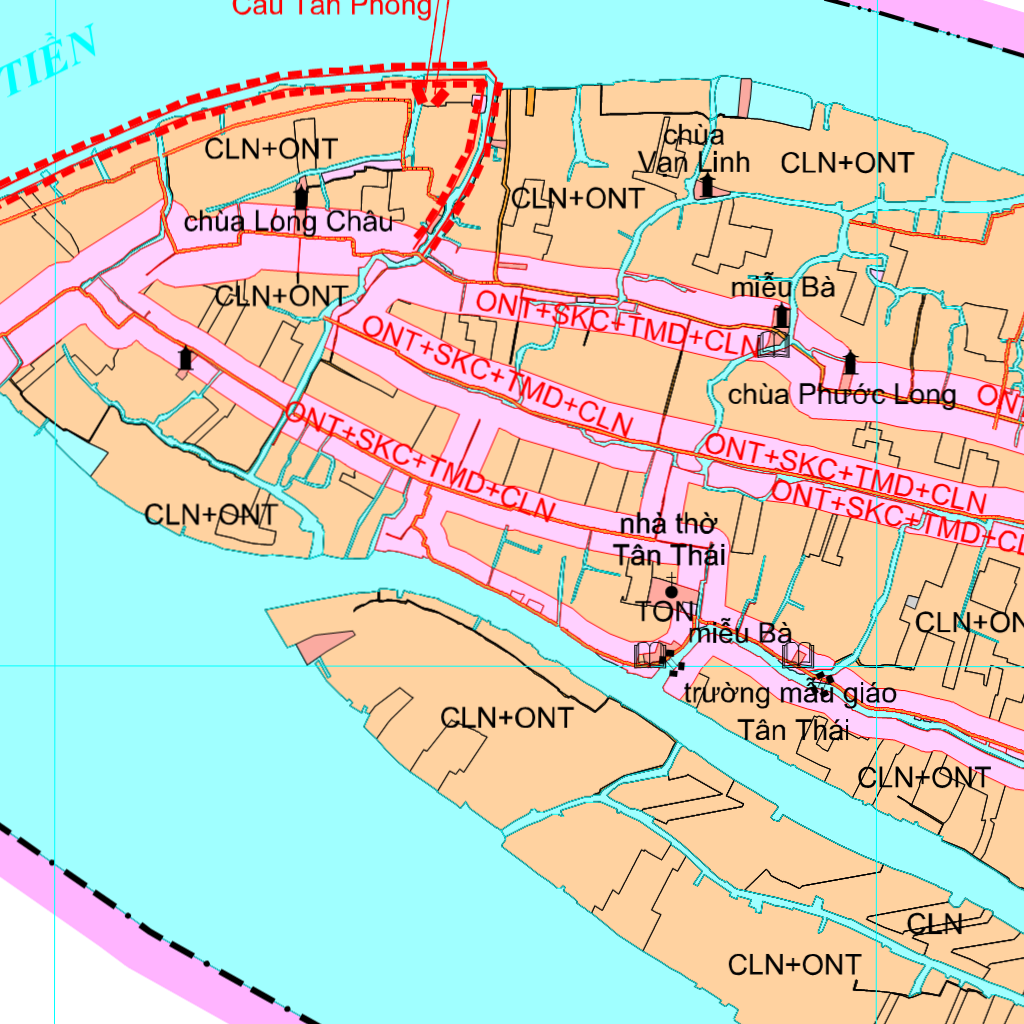 Cầu Tân Phong
TIỀN
CLN+ONT
chùa
Vạn Linh
CLN+ONT
CLN+ONT
chùa Long Châu
CLN+ONT
miễu Bà
ONT+SKC+TMD+CLN
ONT+SKC+TMD+CLN
chùa Phước Long
ONT
ONT+SKC+TMD+CLN
ONT+SKC+TMD+CLN
ONT+SKC+TMD+CL
CLN+ONT
nhà thờ
Tân Thái
TON
miễu Bà
CLN+ON
trường mẫu giáo
Tân Thái
CLN+ONT
CLN+ONT
CLN
CLN+ONT